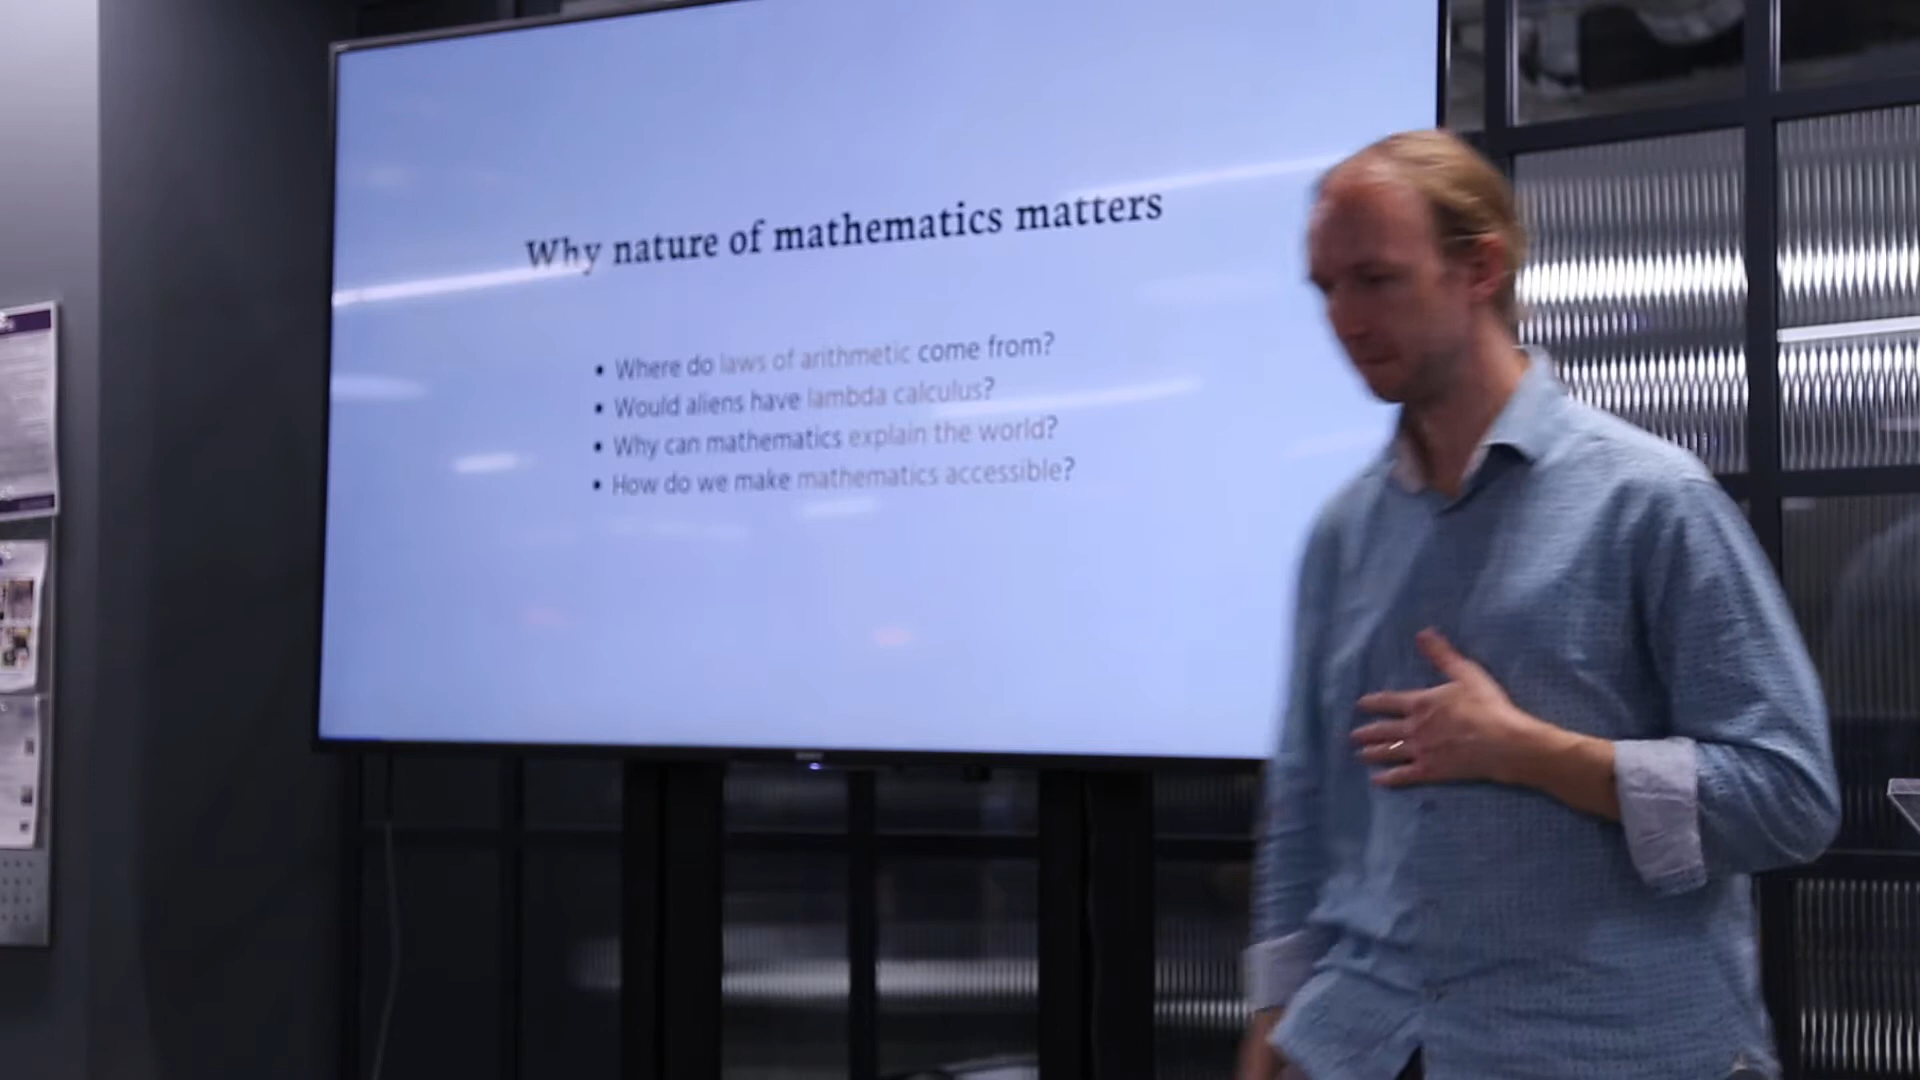 Why nature of mathematics matters
• Where do laws of arithmetic come from?
• Would aliens have lambda calculus?
• Why can mathematics explain the world?
• How do we make mathematics accessible?